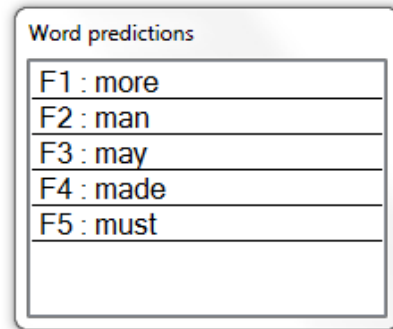 Word predictions
F1 : more
F2 : man
F3 : may
F4 : made
F5 : must